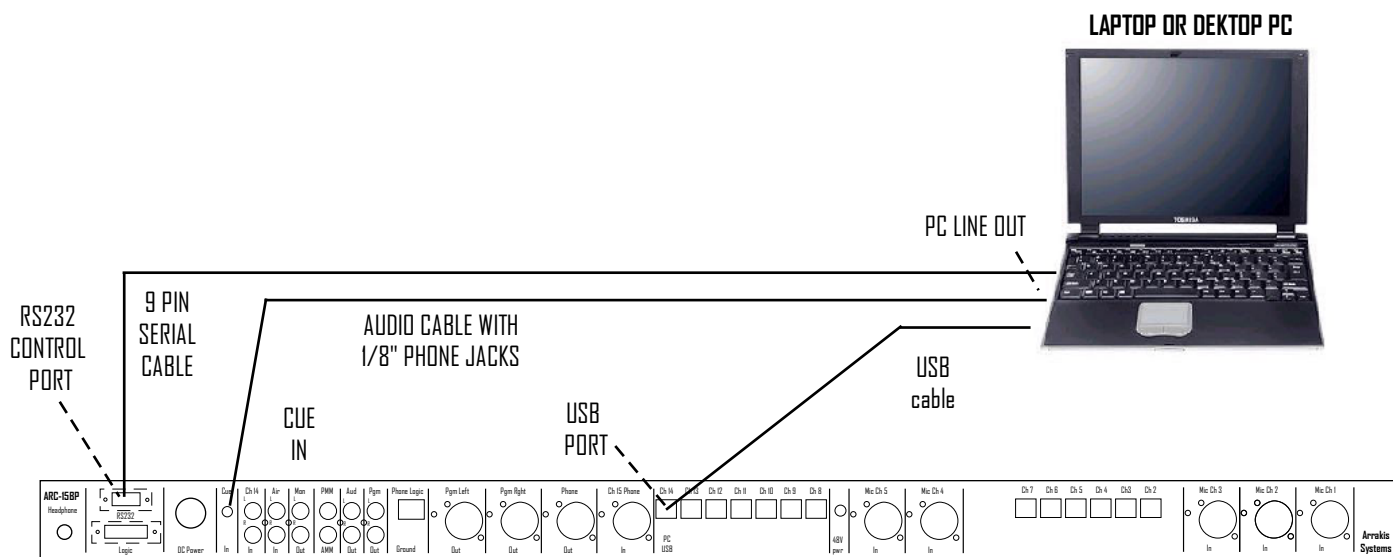 LAPTOP OR DEKTOP PC
TOSHIBA
PC LINE OUT
9 PIN
SERIAL
CABLE
RS232
CONTROL
PORT
AUDIO CABLE WITH
1/8" PHONE JACKS
USB
cable
CUE
IN
USB
PORT
ARC-15BP
Headphone
RS232
Logic
DC Power
Cue
In
Ch 14
L
R
In
Air
L
R
In
Mon
L
R
Out
PMM
AMM
Aud
L
R
Out
Pgm
L
R
Out
Phone Logic
Ground
Pgm Left
Out
Pgm Rght
Out
Phone
Out
Ch 15 Phone
In
Ch 14
PC
USB
Ch 13
Ch 12
Ch 11
Ch 10
Ch 9
Ch 8
48V
pwr
Mic Ch 5
In
Mic Ch 4
In
Ch 7
Ch 6
Ch 5
Ch 4
Ch3
Ch 2
Mic Ch 3
In
Mic Ch 2
In
Mic Ch 1
In
Arrakis
Systems